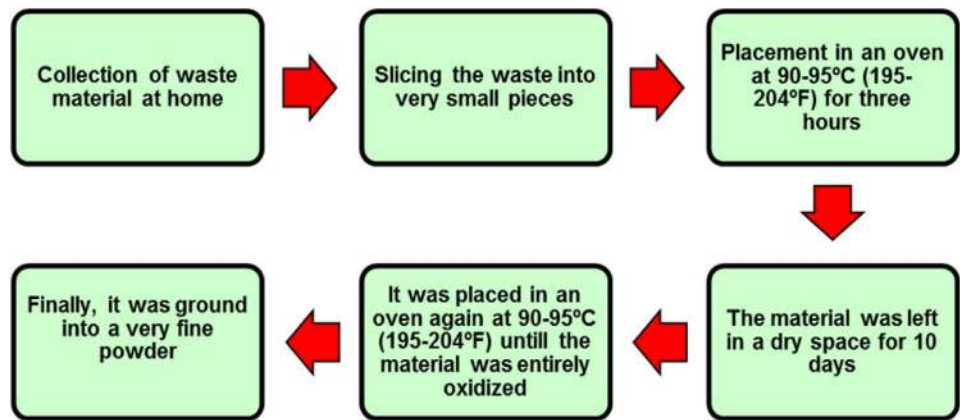 Collection of waste
material at home
Slicing the waste into
very small pieces
Placement in an oven
at 90-95ºC (195-
204ºF) for three
hours
The material was left
in a dry space for 10
days
It was placed in an
oven again at 90-95ºC
(195-204ºF) untill the
material was entirely
oxidized
Finally, it was ground
into a very fine
powder